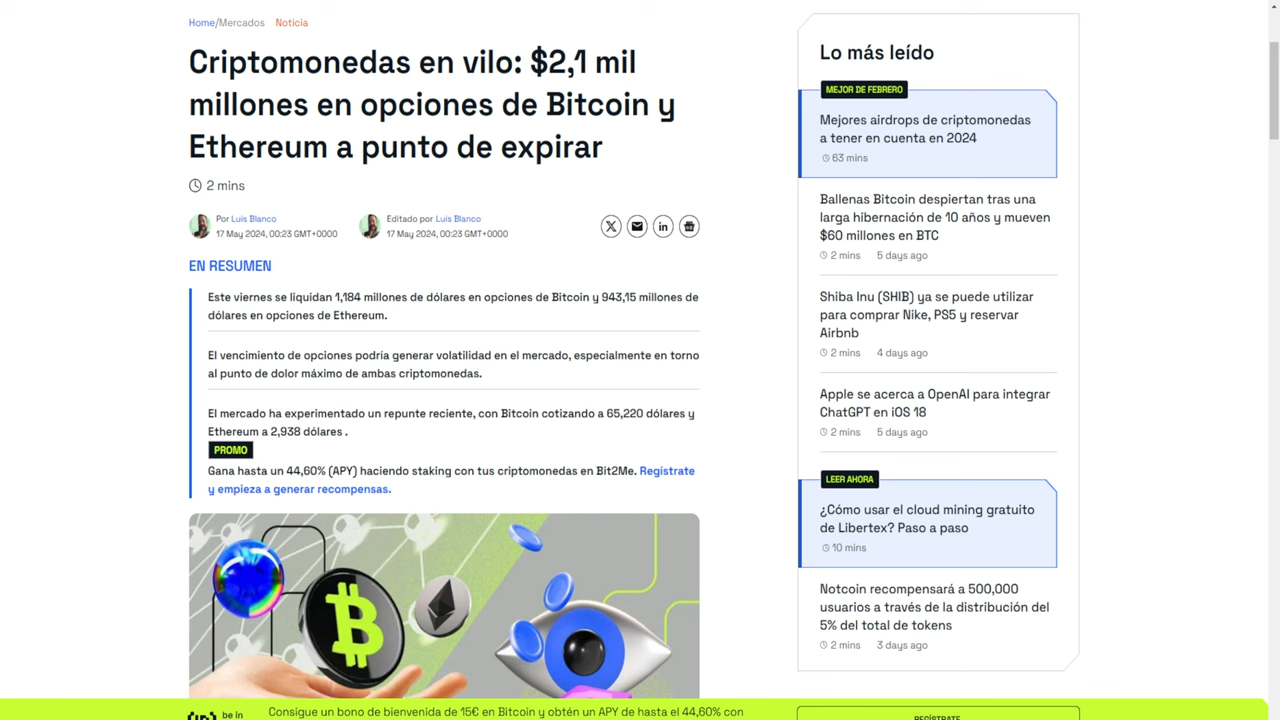 Home/Mercados Noticia
Criptomonedas en vilo: $2,1 mil
millones en opciones de Bitcoin y
Ethereum a punto de expirar
2 mins
Por Luis Blanco
17 May 2024, 00:23 GMT+0000
Editado por Luis Blanco
17 May 2024, 00:23 GMT+0000
EN RESUMEN
Este viernes se liquidan 1,184 millones de dólares en opciones de Bitcoin y 943,15 millones de
dólares en opciones de Ethereum.
El vencimiento de opciones podría generar volatilidad en el mercado, especialmente en torno
al punto de dolor máximo de ambas criptomonedas.
El mercado ha experimentado un repunte reciente, con Bitcoin cotizando a 65,220 dólares y
Ethereum a 2,938 dólares .
PROMO
Gana hasta un 44,60% (APY) haciendo staking con tus criptomonedas en Bit2Me. Regístrate
y empieza a generar recompensas.
Lo más leído
MEJOR DE FEBRERO
Mejores airdrops de criptomonedas
a tener en cuenta en 2024
63 mins
Ballenas Bitcoin despiertan tras una
larga hibernación de 10 años y mueven
$60 millones en BTC
2 mins 5 days ago
Shiba Inu (SHIB) ya se puede utilizar
para comprar Nike, PS5 y reservar
Airbnb
2 mins 4 days ago
Apple se acerca a OpenAI para integrar
ChatGPT en iOS 18
2 mins 5 days ago
LEER AHORA
¿Cómo usar el cloud mining gratuito
de Libertex? Paso a paso
10 mins
Notcoin recompensará a 500,000
usuarios a través de la distribución del
5% del total de tokens
2 mins 3 days ago
be in
Consigue un bono de bienvenida de 15€ en Bitcoin y obtén un APY de hasta el 44,60% con
REGÍSTRATE